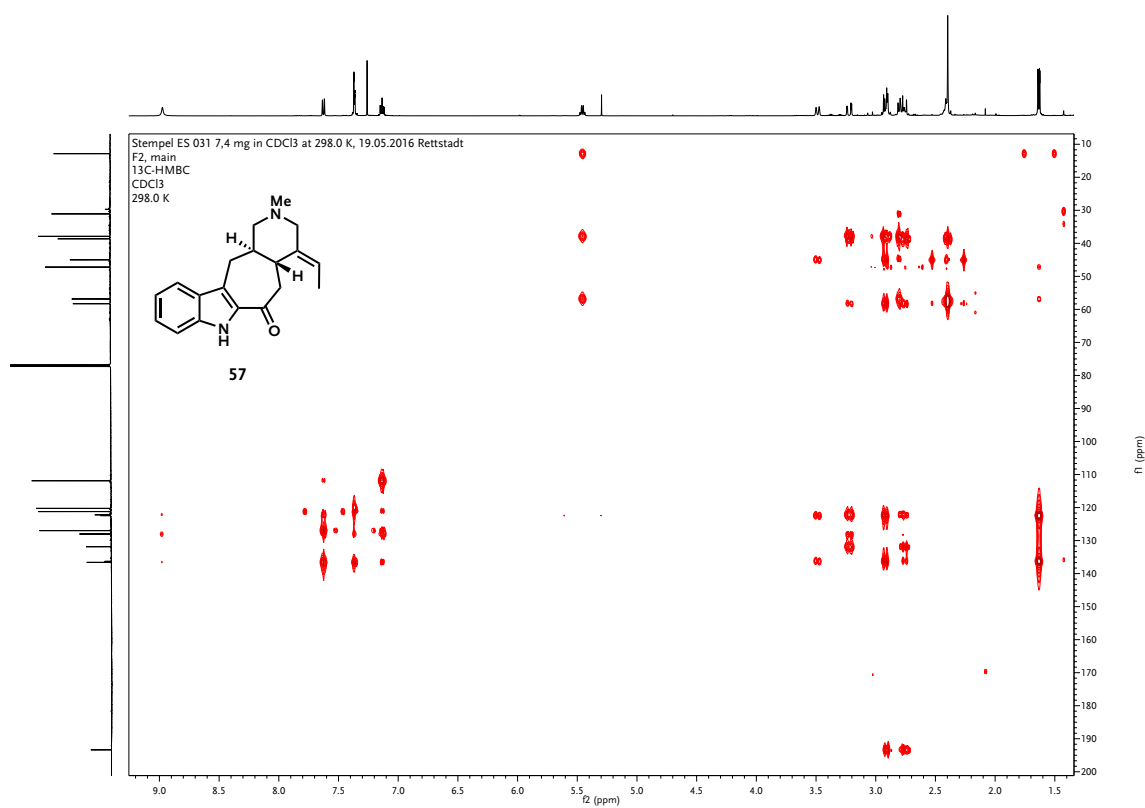 Stempel ES 031 7,4 mg in CDCl3 at 298.0 K, 19.05.2016 Rettstadt
F2, main
13C-HMBC
CDCl3
298.0 K
Me
N
H
H
N
H
O
57
10
20
30
40
50
60
70
80
90
100
110
120
130
140
150
160
170
180
190
200
f1 (ppm)
9.0 8.5 8.0 7.5 7.0 6.5 6.0 5.5 5.0 4.5 4.0 3.5 3.0 2.5 2.0 1.5
f2 (ppm)